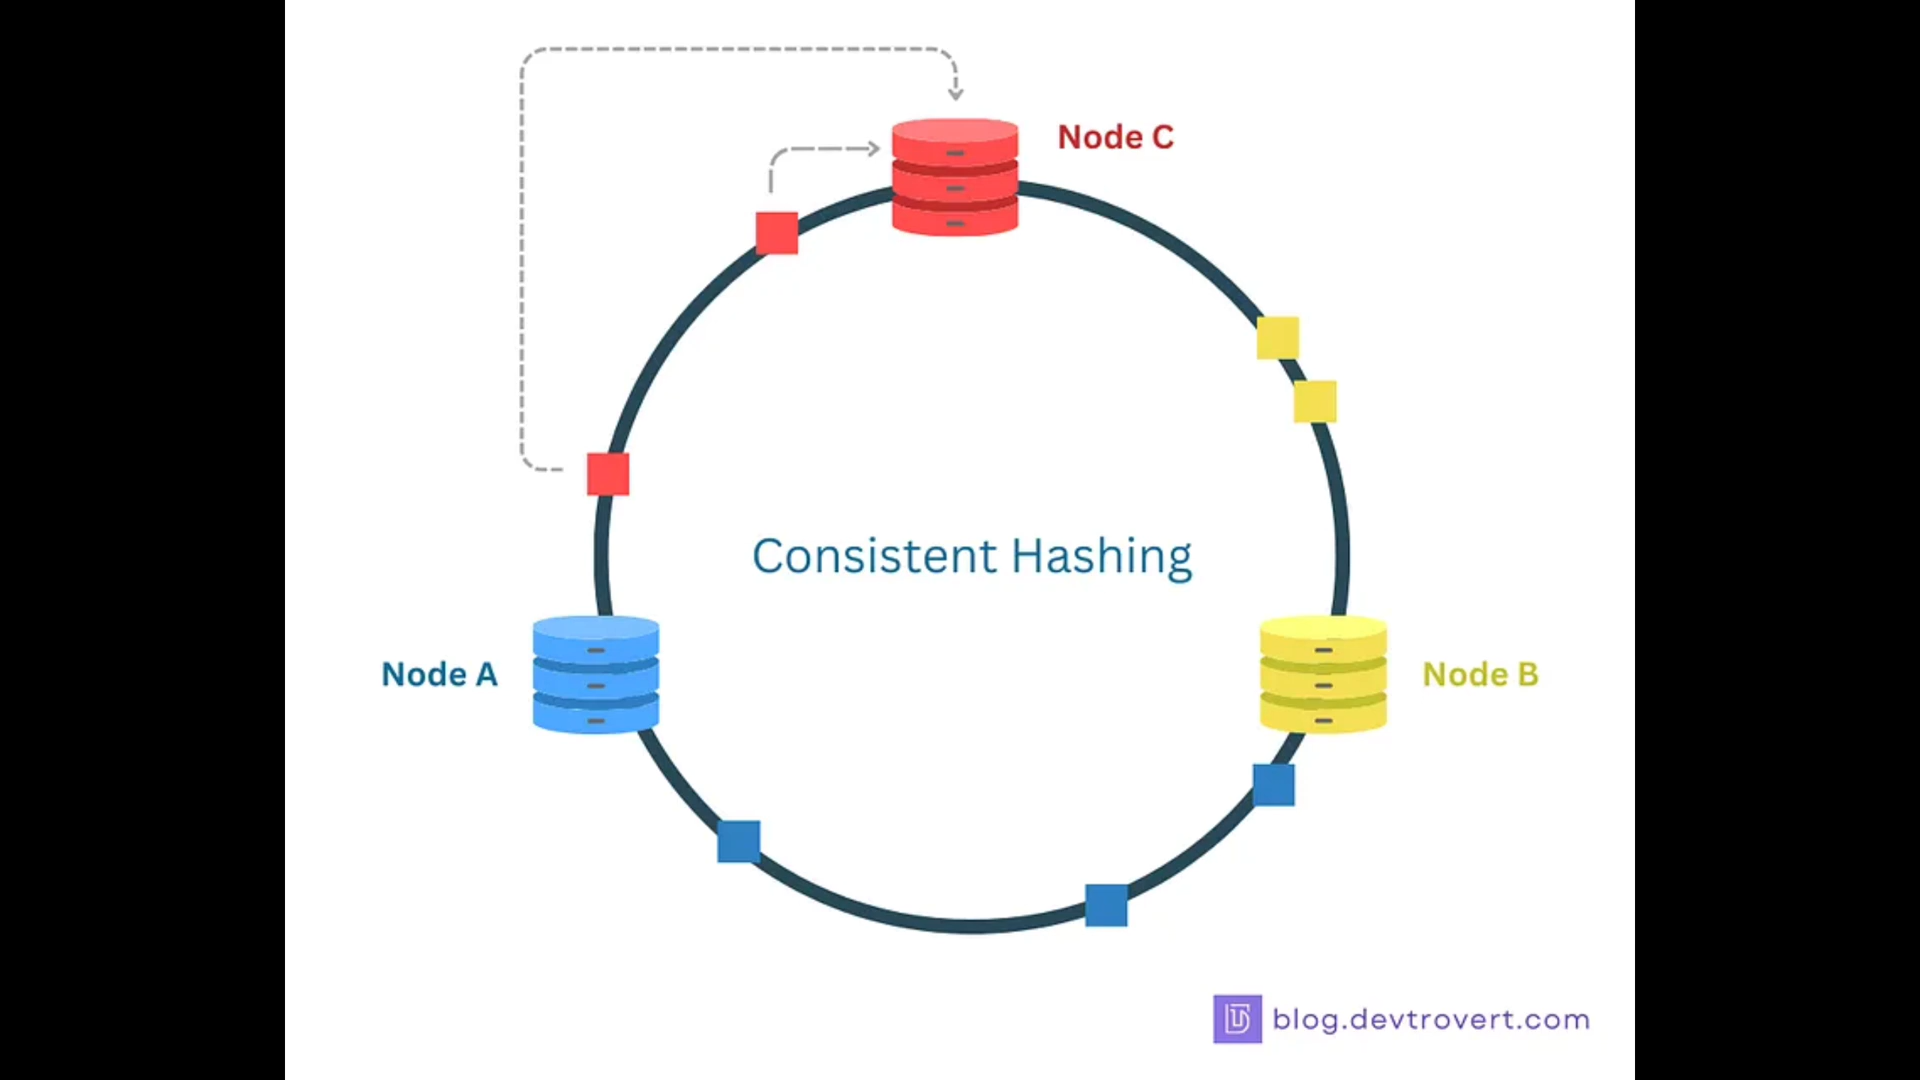 Node C
Consistent Hashing
Node A
Node B
blog.devtrovert.com